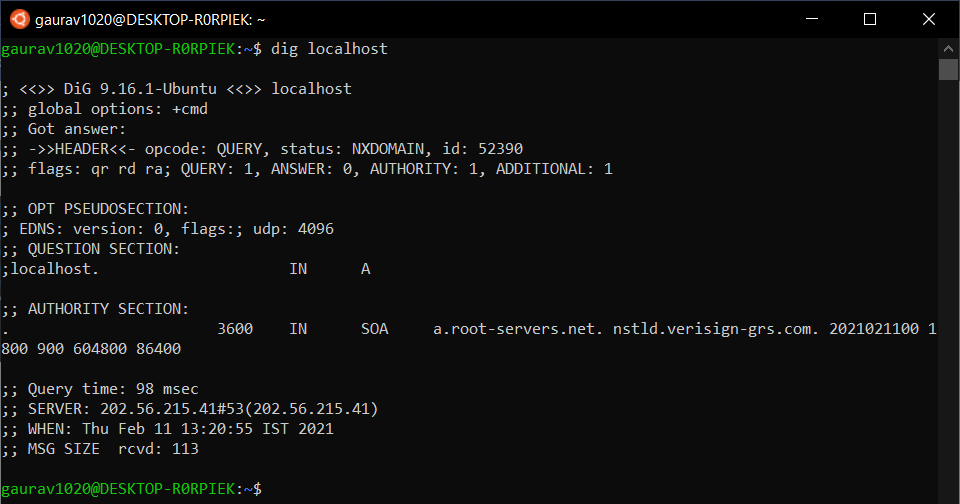 gaurav1020@DESKTOP-R0RPIEK: ~
gaurav1020@DESKTOP-R0RPIEK:~$ dig localhost

; <<>> DiG 9.16.1-Ubuntu <<>> localhost
;; global options: +cmd
;; Got answer:
;; ->>HEADER<<- opcode: QUERY, status: NXDOMAIN, id: 52390
;; flags: qr rd ra; QUERY: 1, ANSWER: 0, AUTHORITY: 1, ADDITIONAL: 1

;; OPT PSEUDOSECTION:
; EDNS: version: 0, flags:; udp: 4096
;; QUESTION SECTION:
;localhost.                     IN      A

;; AUTHORITY SECTION:
.                       3600    IN      SOA     a.root-servers.net. nstld.verisign-grs.com. 2021021100 1
800 900 604800 86400

;; Query time: 98 msec
;; SERVER: 202.56.215.41#53(202.56.215.41)
;; WHEN: Thu Feb 11 13:20:55 IST 2021
;; MSG SIZE  rcvd: 113

gaurav1020@DESKTOP-R0RPIEK:~$